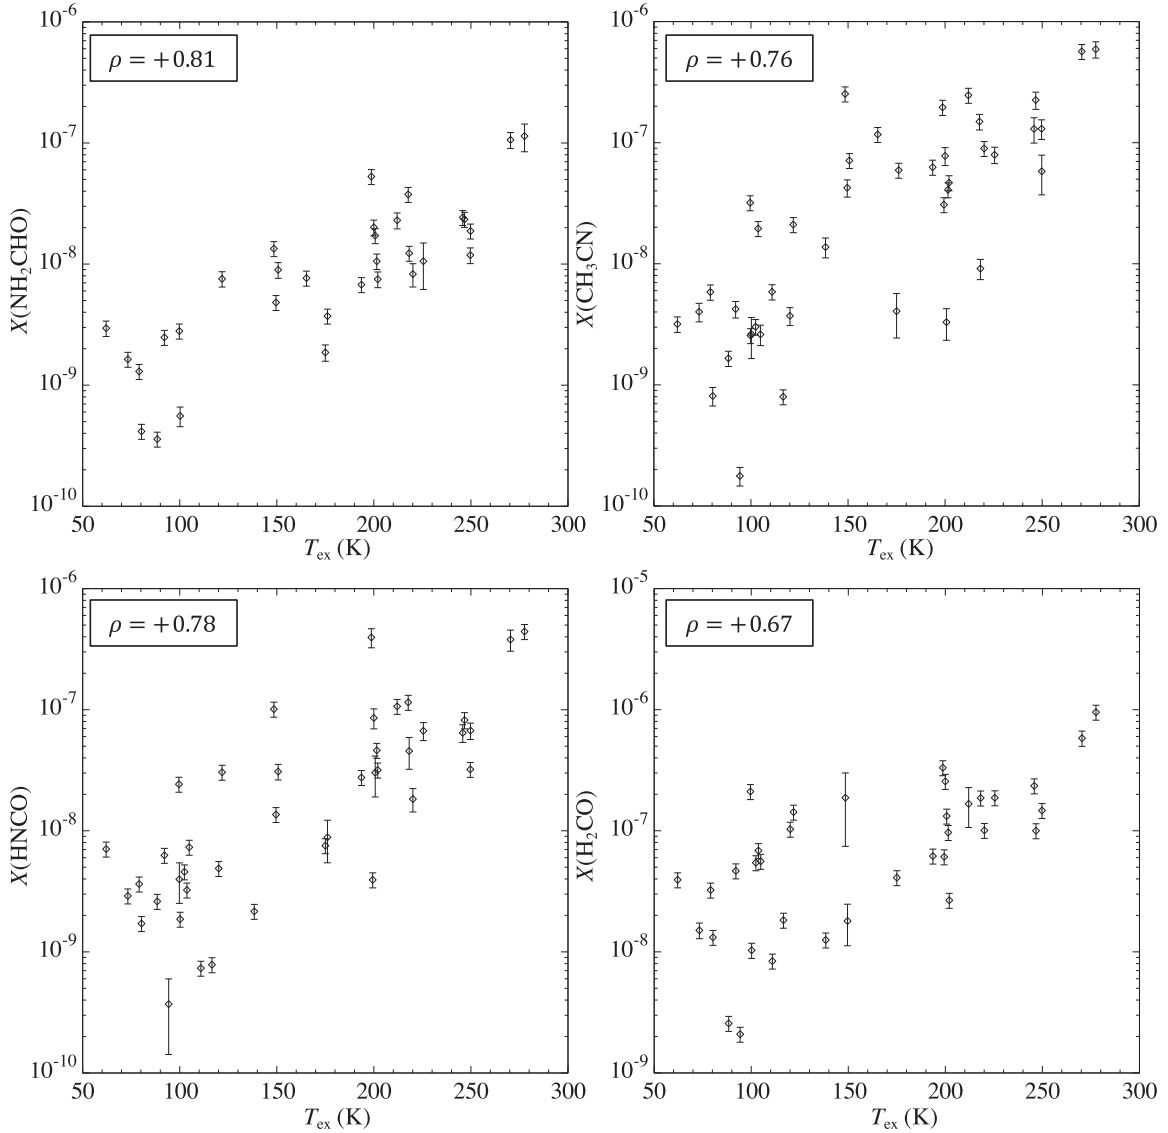 10⁻⁶
ρ = +0.81
10⁻⁷
X(NH₂CHO)
10⁻⁸
10⁻⁹
10⁻¹⁰
50 100 150 200 250 300
Tₑₓ (K)
10⁻⁶
ρ = +0.76
10⁻⁷
X(CH₃CN)
10⁻⁸
10⁻⁹
10⁻¹⁰
50 100 150 200 250 300
Tₑₓ (K)
10⁻⁶
ρ = +0.78
10⁻⁷
X(HNCO)
10⁻⁸
10⁻⁹
10⁻¹⁰
50 100 150 200 250 300
Tₑₓ (K)
10⁻⁵
ρ = +0.67
10⁻⁶
10⁻⁷
X(H₂CO)
10⁻⁸
10⁻⁹
50 100 150 200 250 300
Tₑₓ (K)